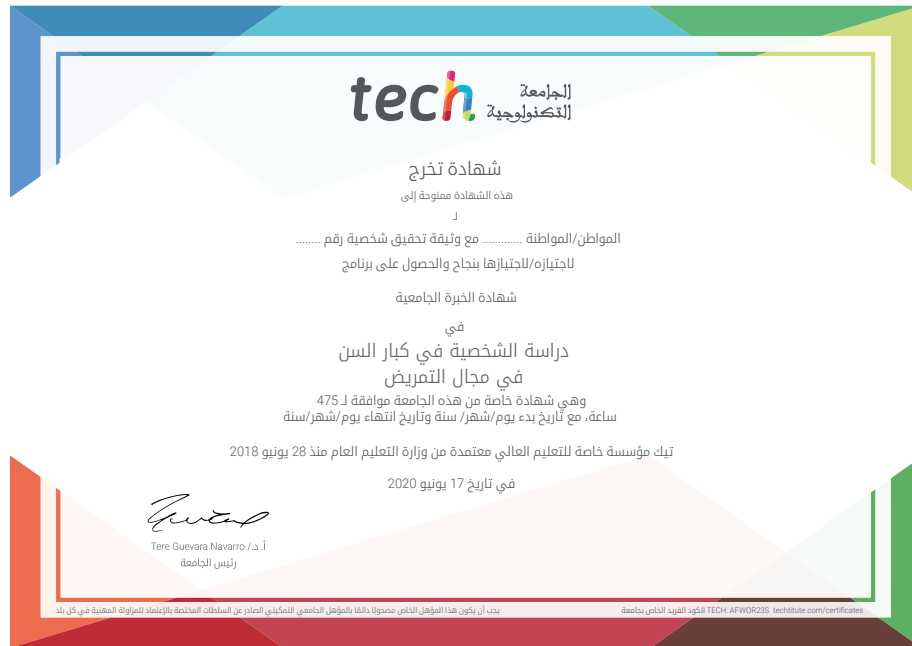 tech الجامعة
التكنولوجية
شهادة تخرج
هذه الشهادة ممنوحة إلى
لـ
المواطن/المواطنة ............ مع وثيقة تحقيق شخصية رقم ........
لاجتيازه/لاجتيازها بنجاح والحصول على برنامج
شهادة الخبرة الجامعية
في
دراسة الشخصية في كبار السن
في مجال التمريض
وهي شهادة خاصة من هذه الجامعة موافقة لـ 475
ساعة، مع تاريخ بدء يوم/شهر/ سنة وتاريخ انتهاء يوم/شهر/سنة
تيك مؤسسة خاصة للتعليم العالي معتمدة من وزارة التعليم العام منذ 28 يونيو 2018
في تاريخ 17 يونيو 2020
أ. د./ Tere Guevara Navarro
رئيس الجامعة
يجب أن يكون هذا المؤهل الخاص مصحوبًا دائمًا بالمؤهل الجامعي التمكيني الصادر عن السلطات المختصة بالإعتماد للمزاولة المهنية في كل بلد.
الكود الفريد الخاص بجامعة TECH: AFWOR23S techtitute.com/certificates